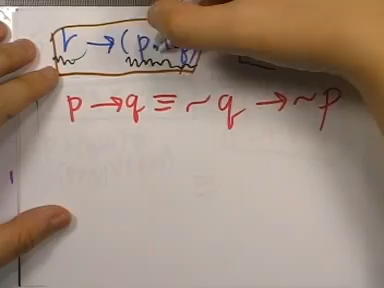 r → (p
p → q ≡ ~ q → ~ p